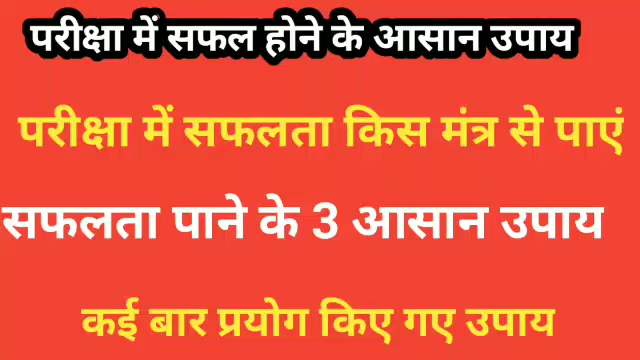 परीक्षा में सफल होने के आसान उपाय
परीक्षा में सफलता किस मंत्र से पाएं
सफलता पाने के 3 आसान उपाय
कई बार प्रयोग किए गए उपाय